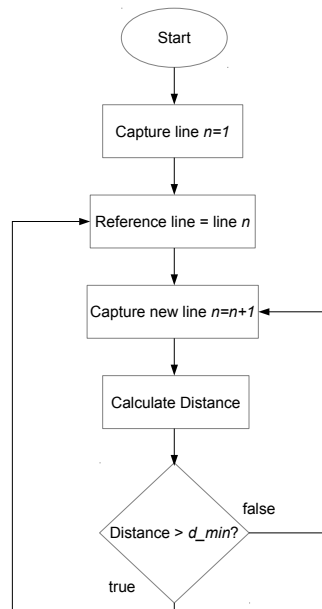 Start
Capture line n=1
Reference line = line n
Capture new line n=n+1
Calculate Distance
Distance > d_min?
false
true